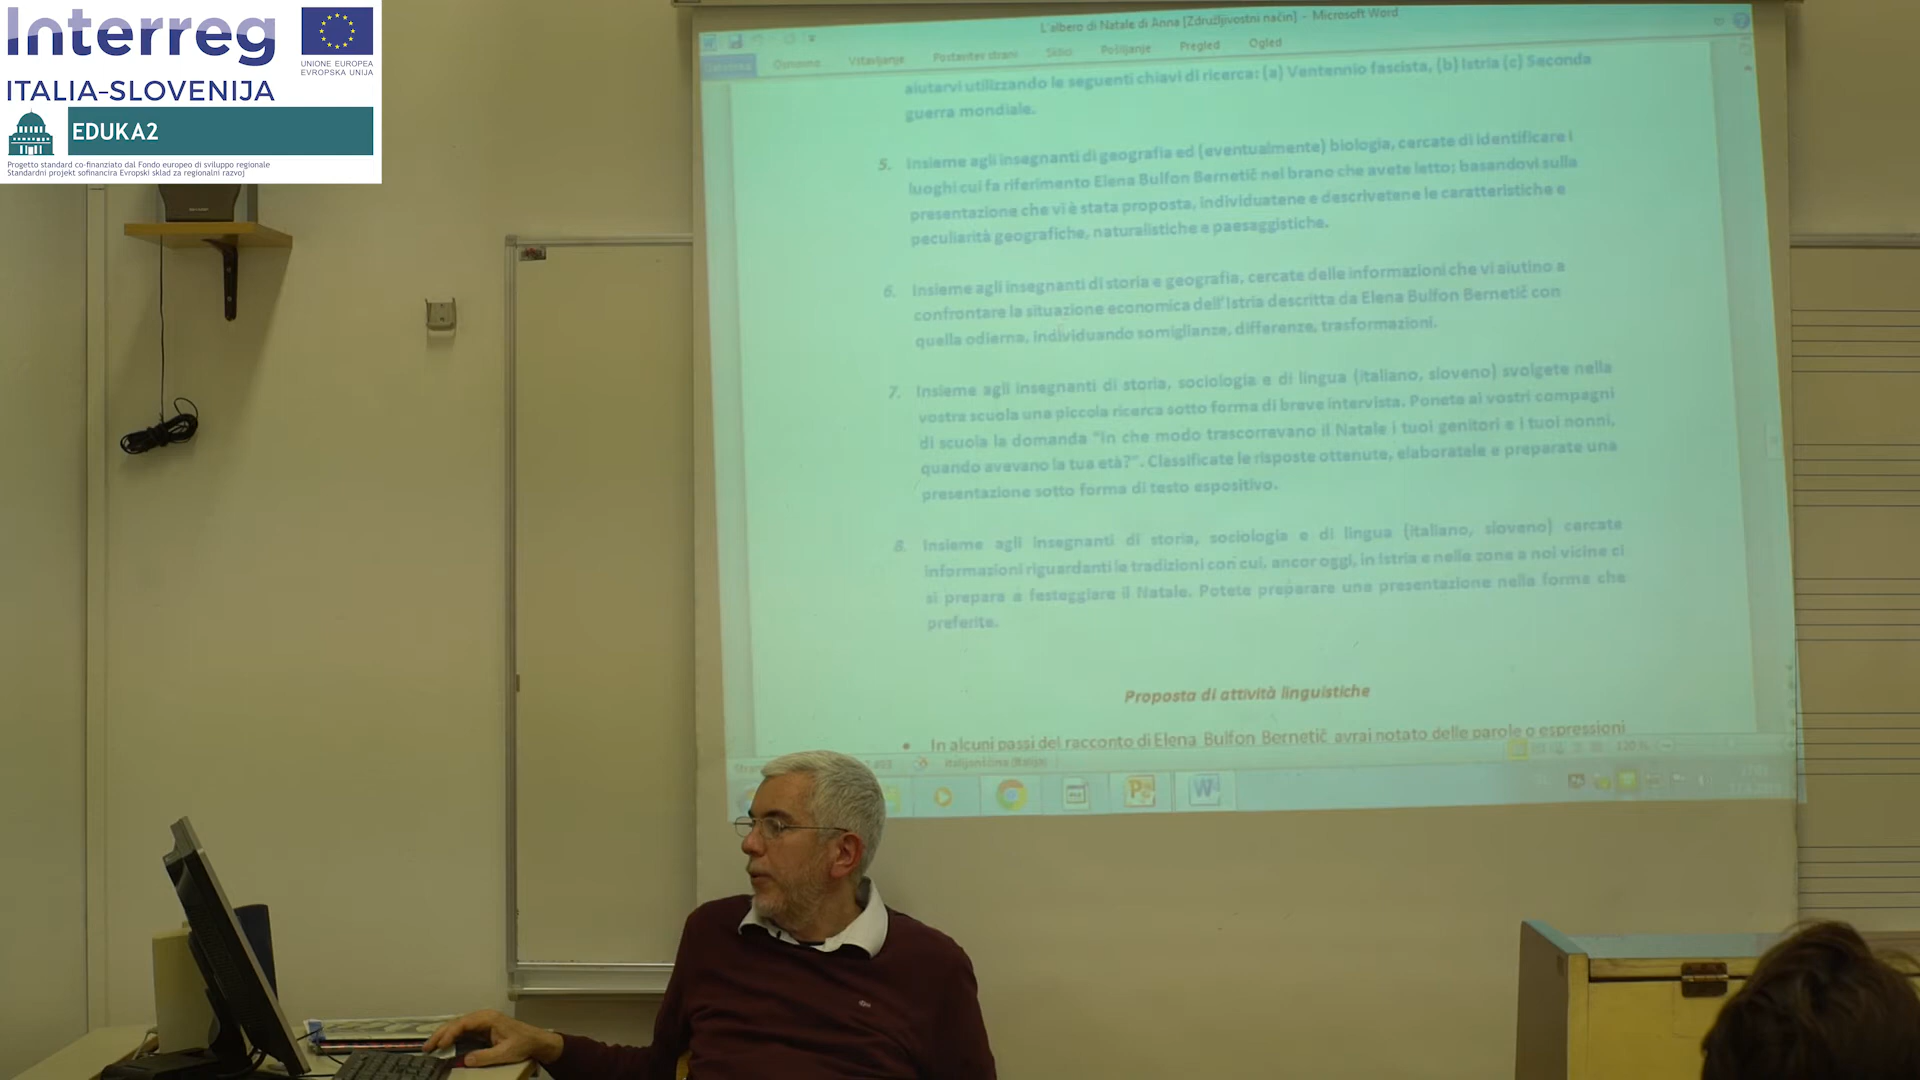 Interreg
UNIONE EUROPEA
EVROPSKA UNIJA
ITALIA-SLOVENIJA
EDUKA2
Progetto standard co-finanziato dal Fondo europeo di sviluppo regionale
Standardni projekt sofinancira Evropski sklad za regionalni razvoj
L'albero di Natale di Anna [Združljivostni način] - Microsoft Word
Osnovno Vstavljanje Postavitev strani Sklici Pošiljanje Pregled Ogled
aiutarvi utilizzando le seguenti chiavi di ricerca: (a) Ventennio fascista, (b) Istria (c) Seconda
guerra mondiale.
5. Insieme agli insegnanti di geografia ed (eventualmente) biologia, cercate di identificare i
luoghi cui fa riferimento Elena Bulfon Bernetič nel brano che avete letto; basandovi sulla
presentazione che vi è stata proposta, individuatene e descrivetene le caratteristiche e
peculiarità geografiche, naturalistiche e paesaggistiche.
6. Insieme agli insegnanti di storia e geografia, cercate delle informazioni che vi aiutino a
confrontare la situazione economica dell'Istria descritta da Elena Bulfon Bernetič con
quella odierna, individuando somiglianze, differenze, trasformazioni.
7. Insieme agli insegnanti di storia, sociologia e di lingua (italiano, sloveno) svolgete nella
vostra scuola una piccola ricerca sotto forma di breve intervista. Ponete ai vostri compagni
di scuola la domanda "In che modo trascorrevano il Natale i tuoi genitori e i tuoi nonni,
quando avevano la tua età?". Classificate le risposte ottenute, elaboratele e preparate una
presentazione sotto forma di testo espositivo.
8. Insieme agli insegnanti di storia, sociologia e di lingua (italiano, sloveno) cercate
informazioni riguardanti le tradizioni con cui, ancor oggi, in Istria e nelle zone a noi vicine ci
si prepara a festeggiare il Natale. Potete preparare una presentazione nella forma che
preferite.
Proposta di attività linguistiche
• In alcuni passi del racconto di Elena Bulfon Bernetič avrai notato delle parole o espressioni
italijanščina (Italija)
120 %